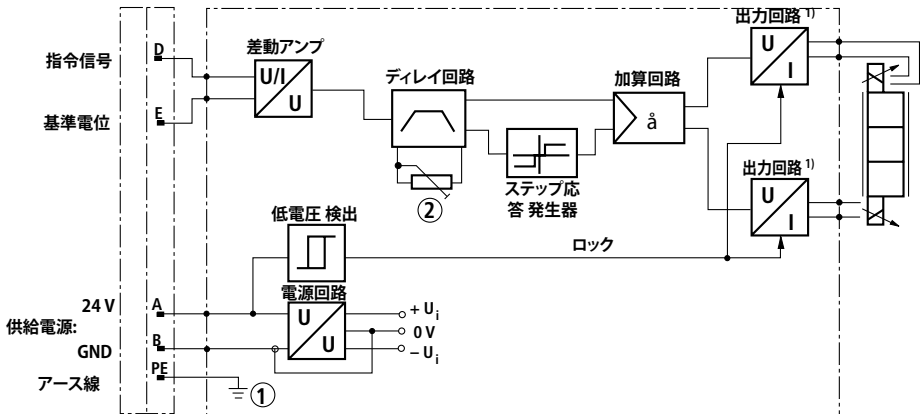 出力回路 1)
D
差動アンプ
U
指令信号
U/I
ディレイ回路
加算回路
I
U
基準電位
E
å
ステップ応
答 発生器
出力回路 1)
②
U
低電圧 検出
I
ロック
電源回路
24 V
A
U
+ Ui
供給電源:
0 V
GND
B
U
– Ui
PE
アース線
①